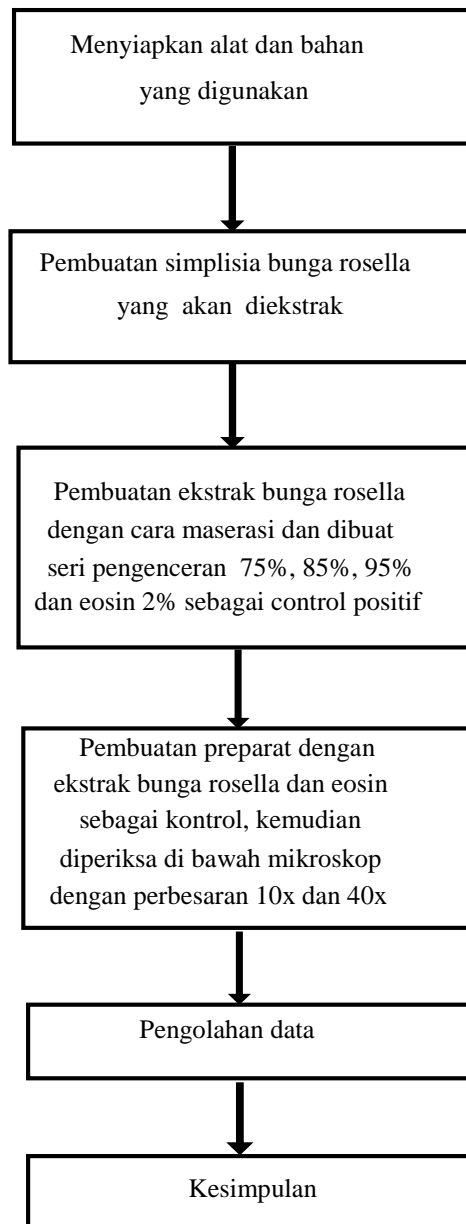 Menyiapkan alat dan bahan
yang digunakan
Pembuatan simplisia bunga rosella
yang akan diekstrak
Pembuatan ekstrak bunga rosella
dengan cara maserasi dan dibuat
seri pengenceran 75%, 85%, 95%
dan eosin 2% sebagai control positif
Pembuatan preparat dengan
ekstrak bunga rosella dan eosin
sebagai kontrol, kemudian
diperiksa di bawah mikroskop
dengan perbesaran 10x dan 40x
Pengolahan data
Kesimpulan